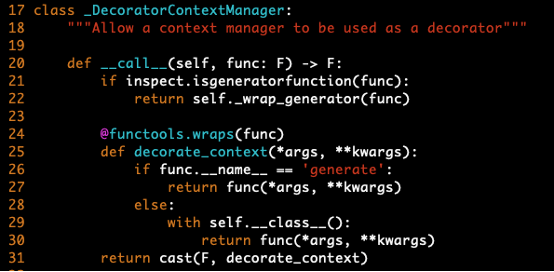 17 class _DecoratorContextManager:
18     """Allow a context manager to be used as a decorator"""
19
20     def __call__(self, func: F) -> F:
21         if inspect.isgeneratorfunction(func):
22             return self._wrap_generator(func)
23
24         @functools.wraps(func)
25         def decorate_context(*args, **kwargs):
26             if func.__name__ == 'generate':
27                 return func(*args, **kwargs)
28             else:
29                 with self.__class__():
30                     return func(*args, **kwargs)
31         return cast(F, decorate_context)